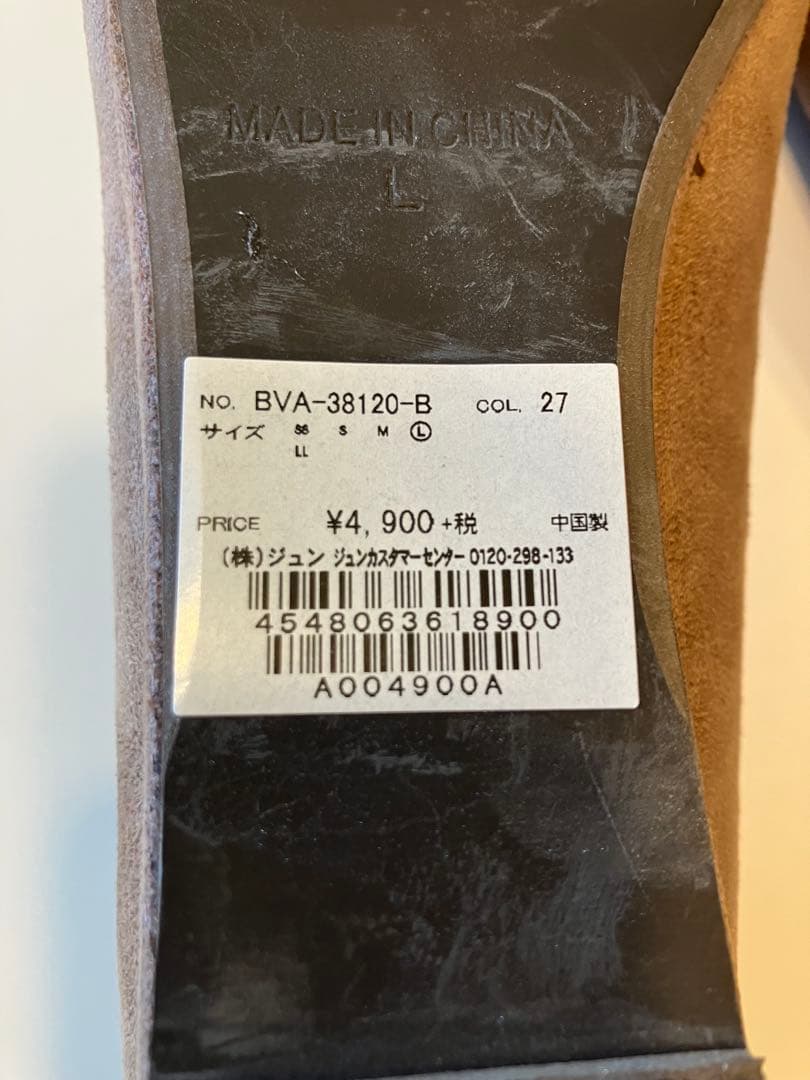 MADE IN CHINA
L
NO. BVA-38120-B COL. 27
サイズ SS S M Ⓛ
LL
PRICE ¥4,900+税 中国製
(株)ジュン ジュンカスタマーセンター 0120-298-133
4548063618900
A004900A